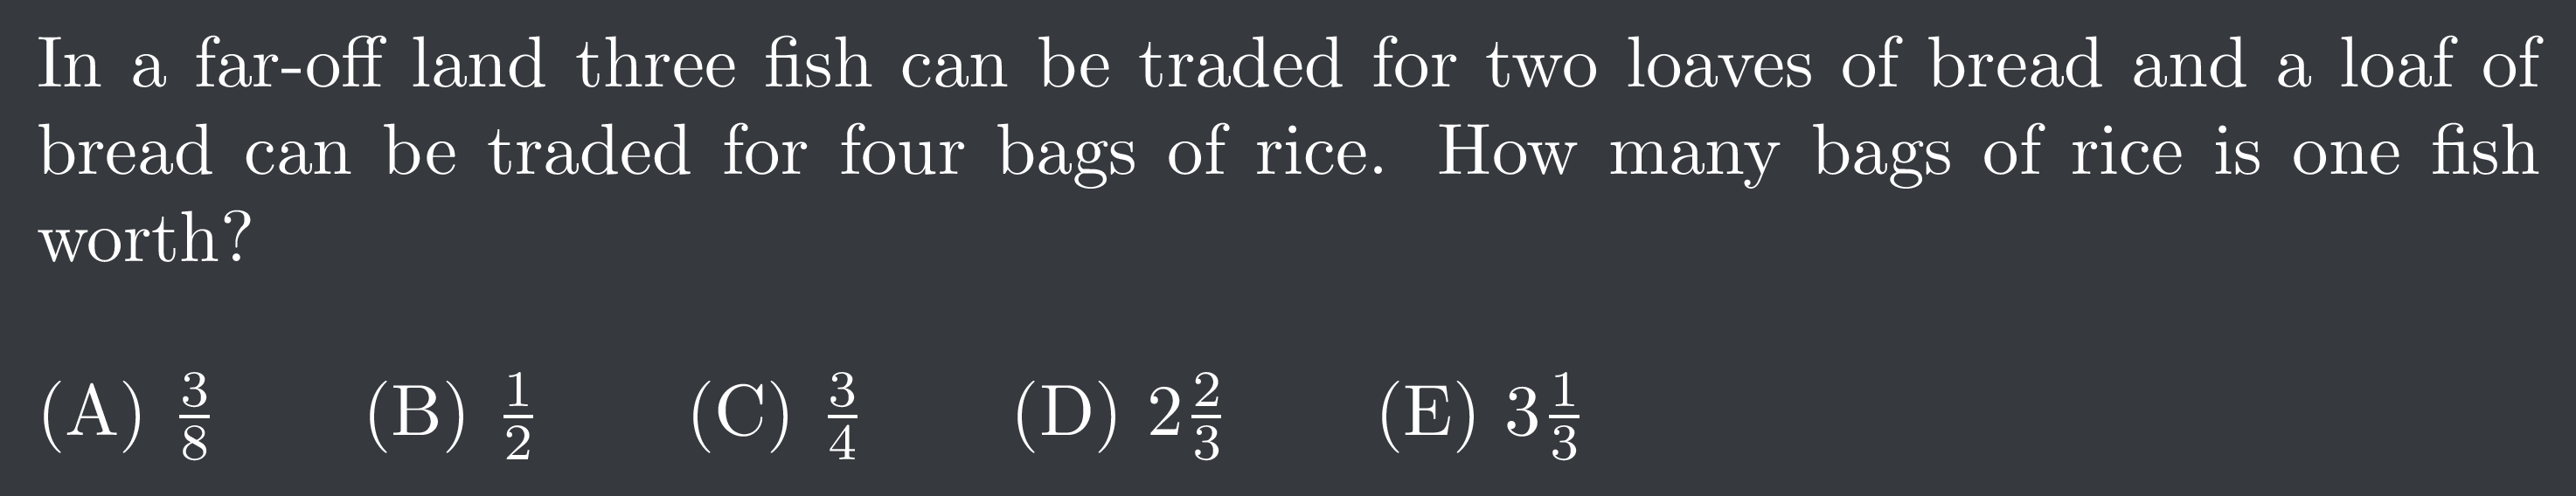 In a far-off land three fish can be traded for two loaves of bread and a loaf of
bread can be traded for four bags of rice. How many bags of rice is one fish
worth?
(A) 3/8 (B) 1/2 (C) 3/4 (D) 2 2/3 (E) 3 1/3